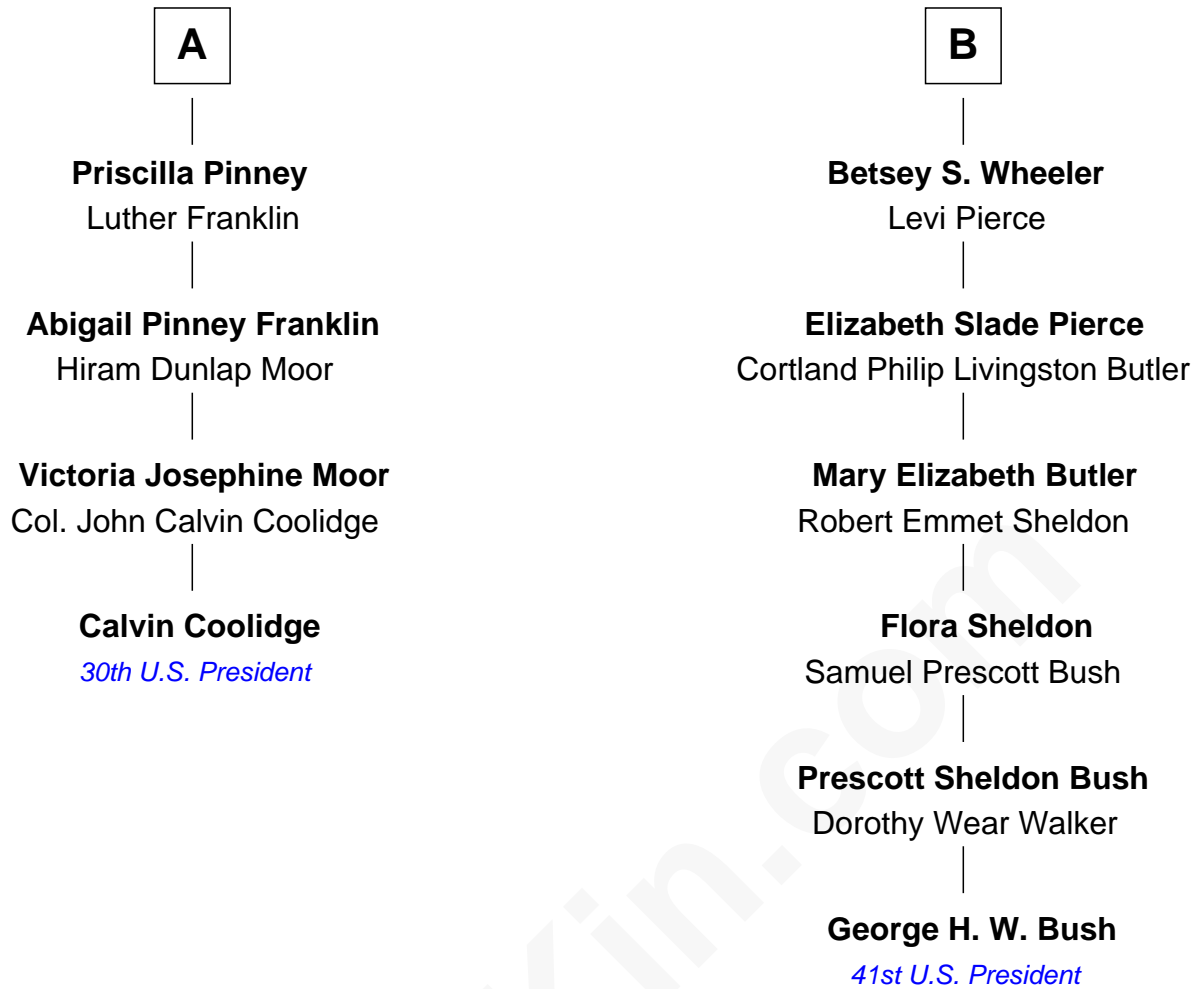 A
Priscilla Pinney
Luther Franklin
Abigail Pinney Franklin
Hiram Dunlap Moor
Victoria Josephine Moor
Col. John Calvin Coolidge
Calvin Coolidge
30th U.S. President
B
Betsey S. Wheeler
Levi Pierce
Elizabeth Slade Pierce
Cortland Philip Livingston Butler
Mary Elizabeth Butler
Robert Emmet Sheldon
Flora Sheldon
Samuel Prescott Bush
Prescott Sheldon Bush
Dorothy Wear Walker
George H. W. Bush
41st U.S. President
Kin.com